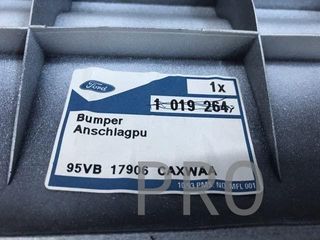 Ford
1x
1 019 264
Bumper
Anschlagpu
95VB 17906 CAXWAA
PRO